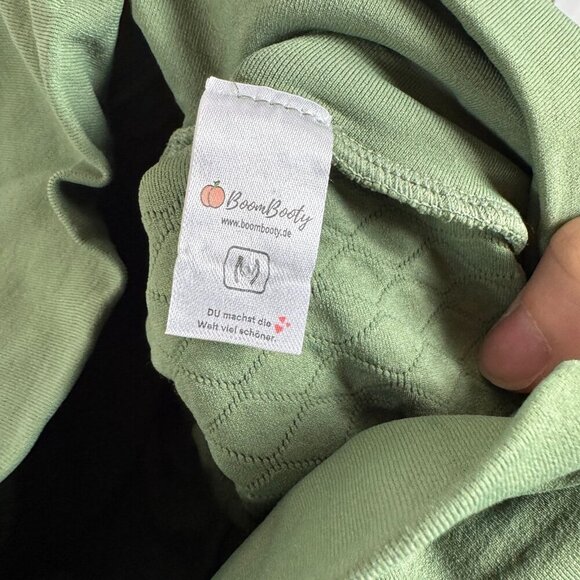 BoomBooty
www.boombooty.de
M
DU machst die
Welt viel schöner.